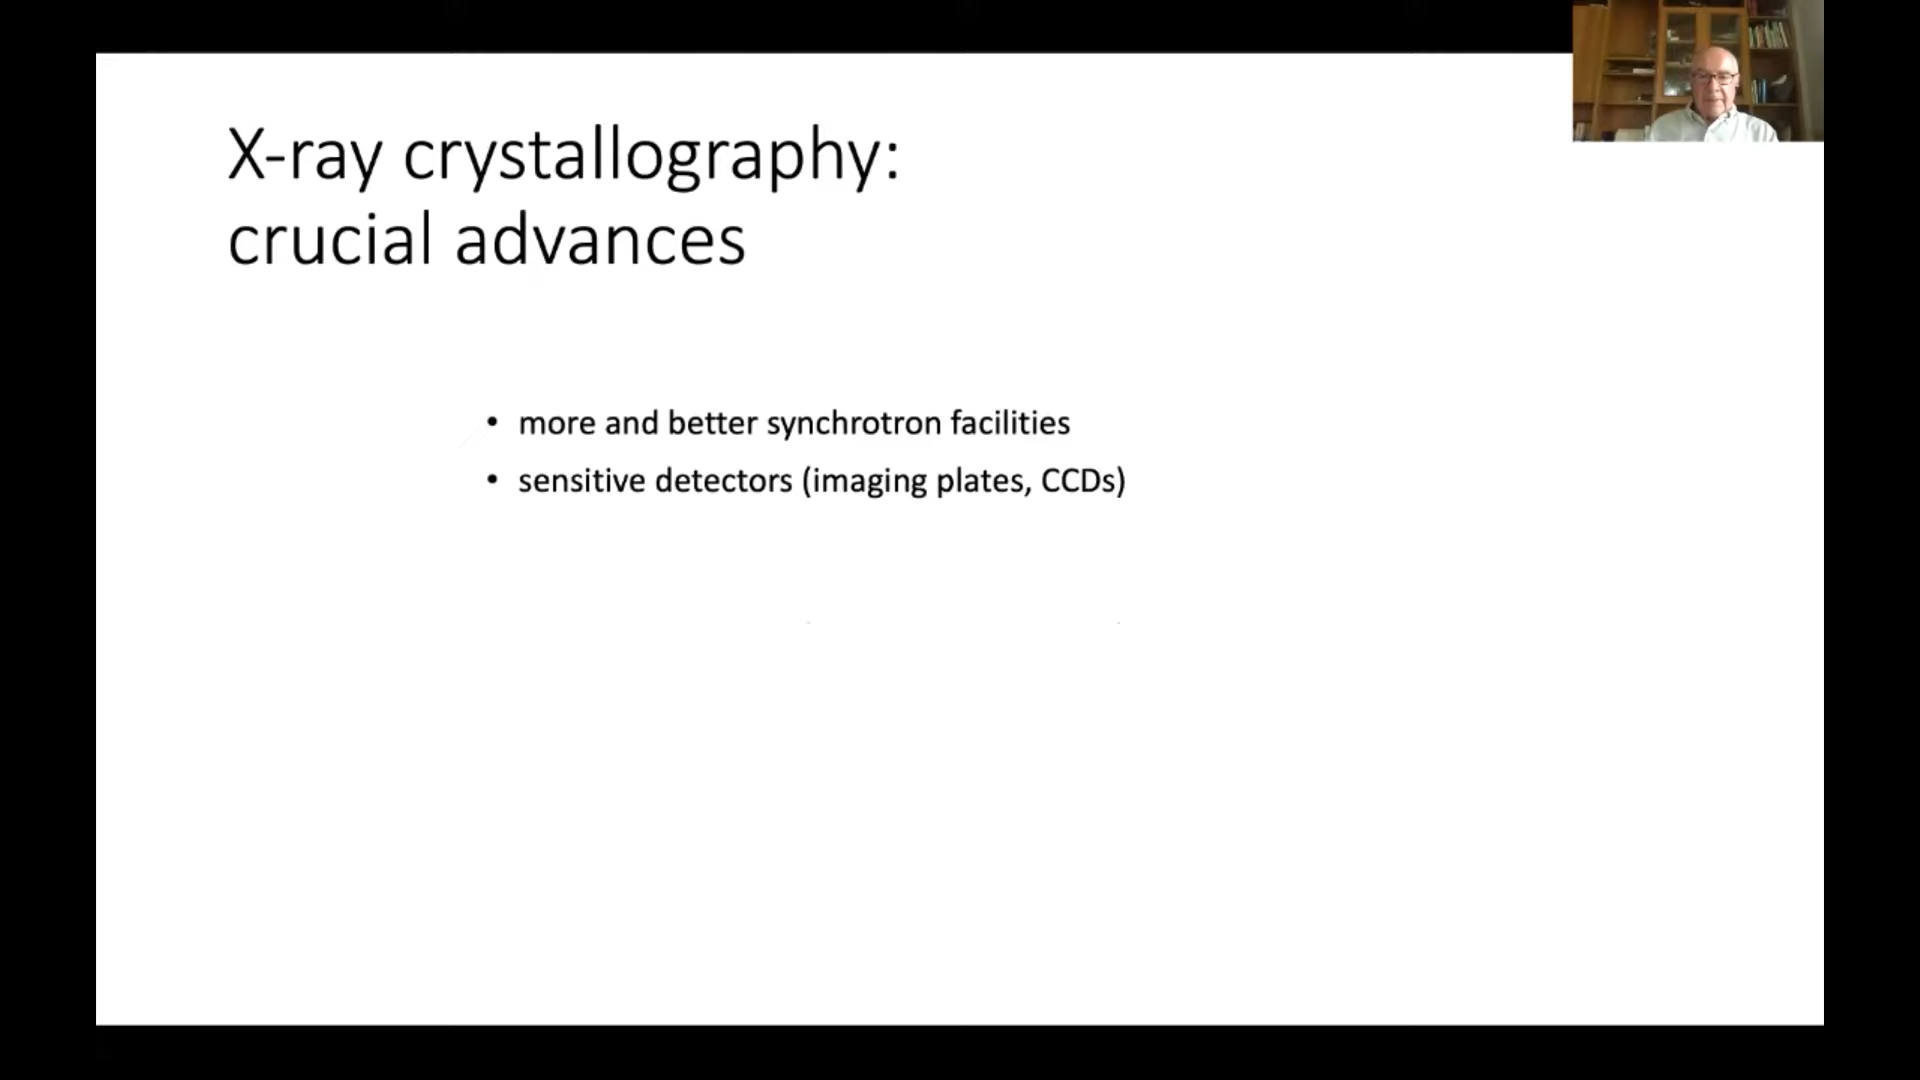 X-ray crystallography:
crucial advances
• more and better synchrotron facilities
• sensitive detectors (imaging plates, CCDs)